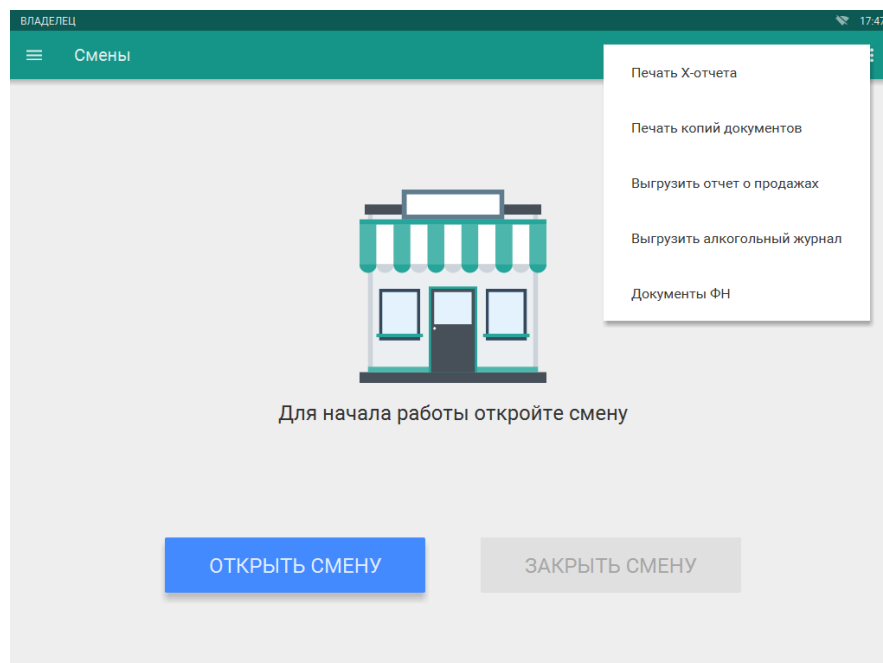 ВЛАДЕЛЕЦ
17:47
Смены
Печать X-отчета
Печать копий документов
Выгрузить отчет о продажах
Выгрузить алкогольный журнал
Документы ФН
Для начала работы откройте смену
ОТКРЫТЬ СМЕНУ
ЗАКРЫТЬ СМЕНУ